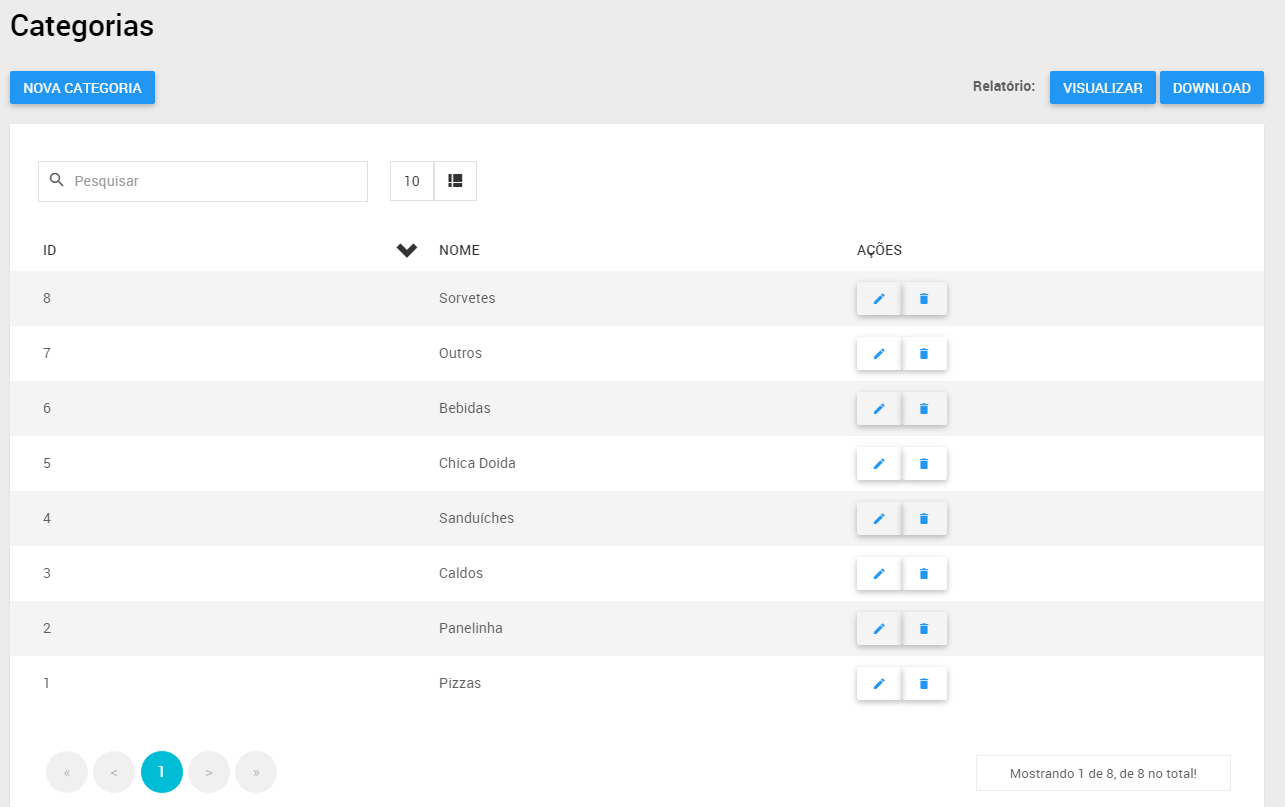 Categorias
NOVA CATEGORIA
Relatório: VISUALIZAR DOWNLOAD
Pesquisar 10
ID NOME AÇÕES
8 Sorvetes
7 Outros
6 Bebidas
5 Chica Doida
4 Sanduíches
3 Caldos
2 Panelinha
1 Pizzas
« < 1 > »
Mostrando 1 de 8, de 8 no total!